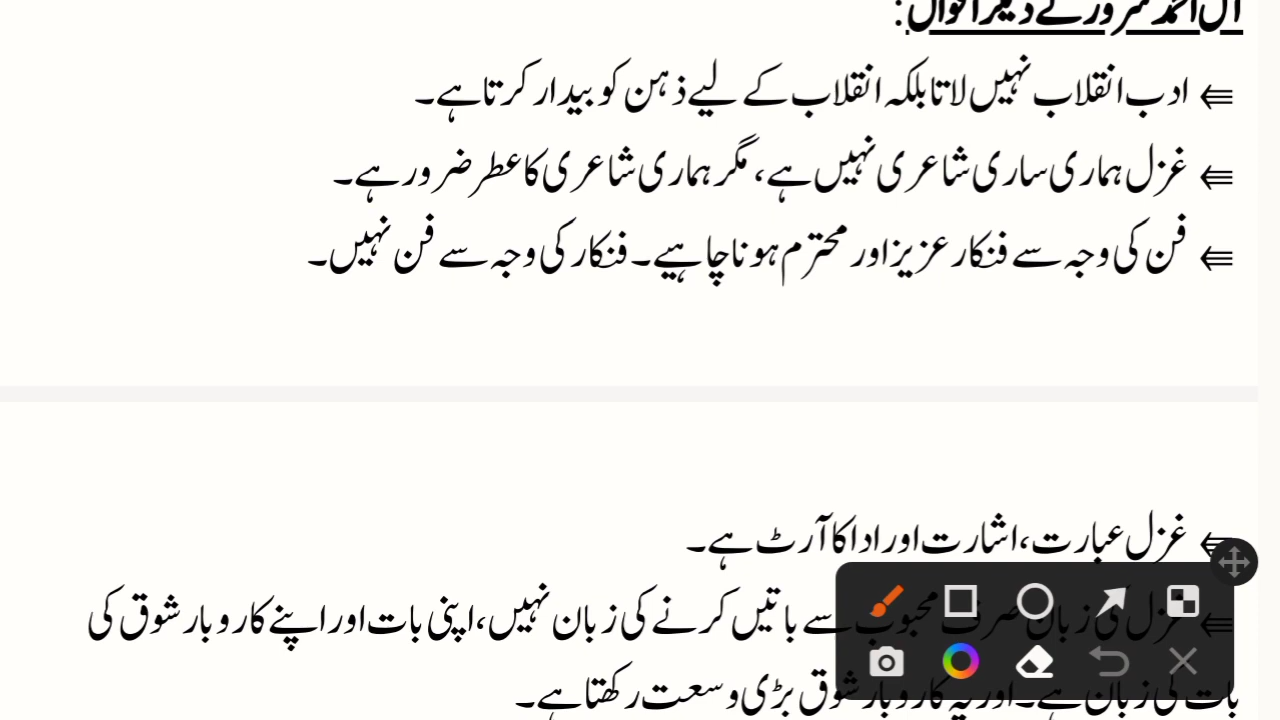 آل احمد سرور کے دیگر اقوال:
⇚ ادب انقلاب نہیں لاتا بلکہ انقلاب کے لیے ذہن کو بیدار کرتا ہے۔
⇚ غزل ہماری ساری شاعری نہیں ہے، مگر ہماری شاعری کا عطر ضرور ہے۔
⇚ فن کی وجہ سے فنکار عزیز اور محترم ہونا چاہیے۔ فنکار کی وجہ سے فن نہیں۔
⇚ غزل عبارت، اشارت اور ادا کا آرٹ ہے۔
⇚ غزل کی زبان صرف محبوب سے باتیں کرنے کی زبان نہیں، اپنی بات اور اپنے کاروبار شوق کی
بات کی زبان ہے۔ اور یہ کاروبار شوق بڑی وسعت رکھتا ہے۔